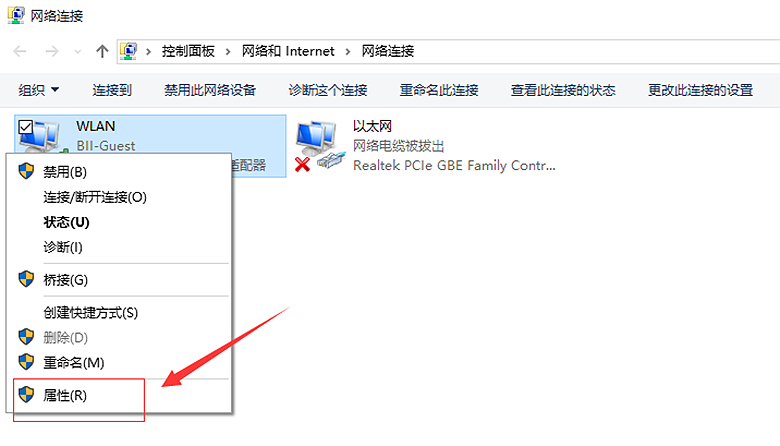 网络连接
控制面板 网络和 Internet 网络连接
组织 连接到 禁用此网络设备 诊断这个连接 重命名此连接 查看此连接的状态 更改此连接的设置
WLAN
BII-Guest
适配器
以太网
网络电缆被拔出
Realtek PCIe GBE Family Contr...
禁用(B)
连接/断开连接(O)
状态(U)
诊断(I)
桥接(G)
创建快捷方式(S)
删除(D)
重命名(M)
属性(R)